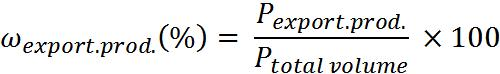 ω_export.prod.(%) = P_export.prod. / P_total volume × 100